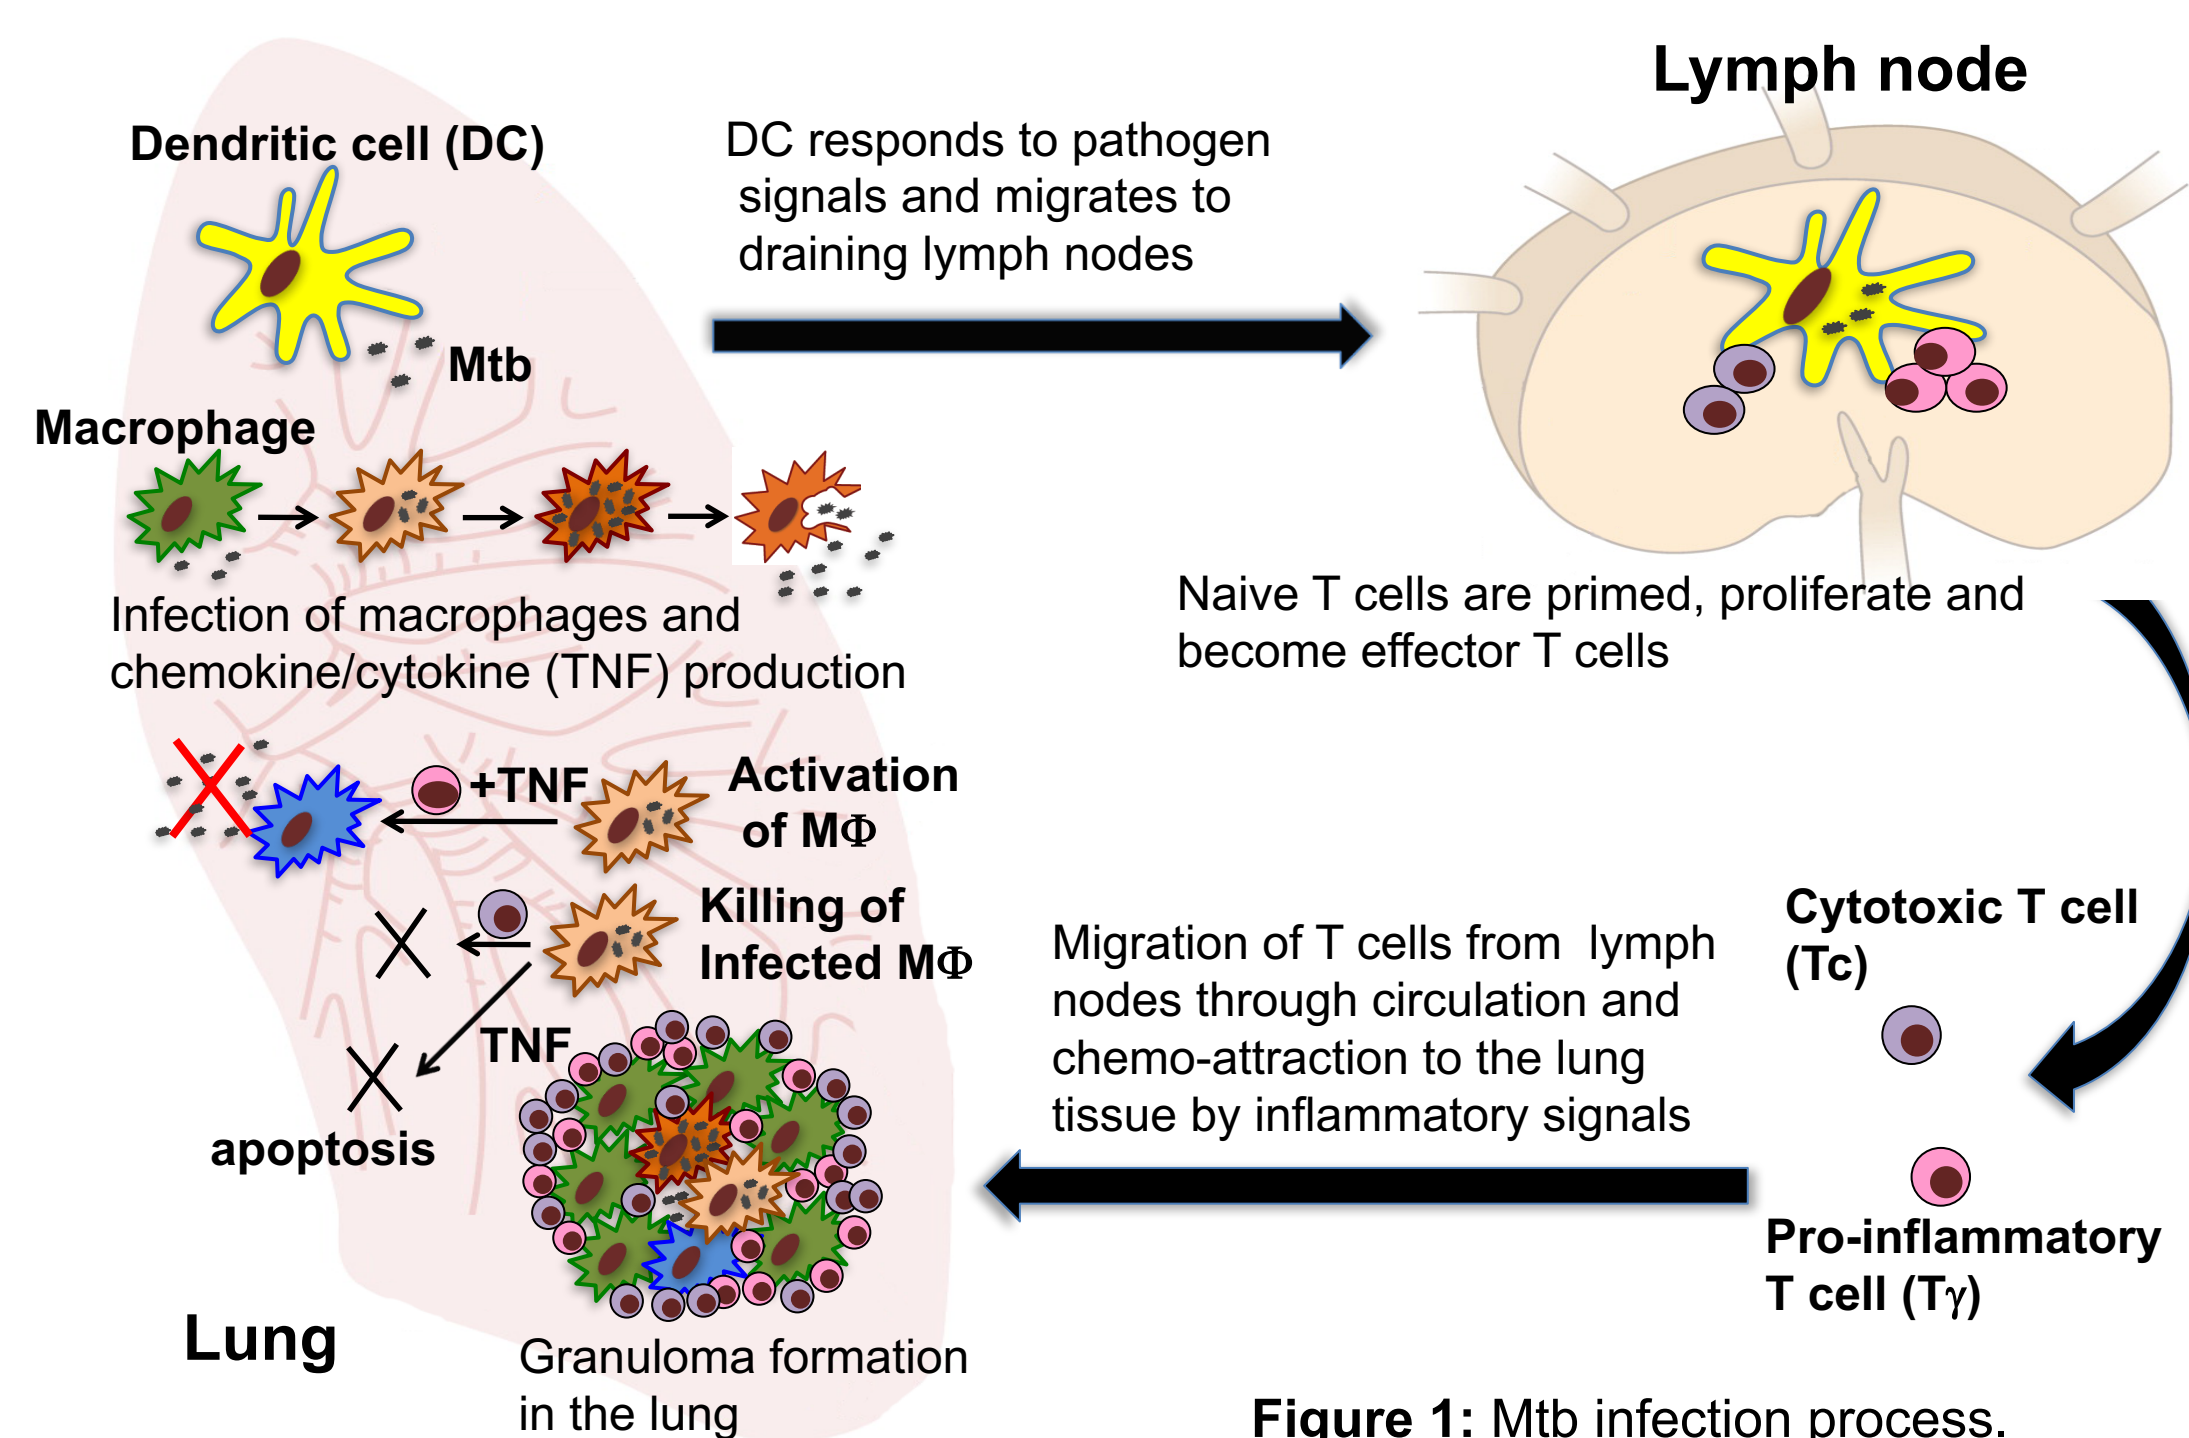 Lymph node
Dendritic cell (DC)
DC responds to pathogen
signals and migrates to
draining lymph nodes
Mtb
Macrophage
Infection of macrophages and
chemokine/cytokine (TNF) production
Naive T cells are primed, proliferate and
become effector T cells
+TNF
Activation
of MΦ
Killing of
Infected MΦ
TNF
apoptosis
Cytotoxic T cell
(Tc)
Migration of T cells from lymph
nodes through circulation and
chemo-attraction to the lung
tissue by inflammatory signals
Pro-inflammatory
T cell (Tγ)
Lung
Granuloma formation
in the lung
Figure 1: Mtb infection process.